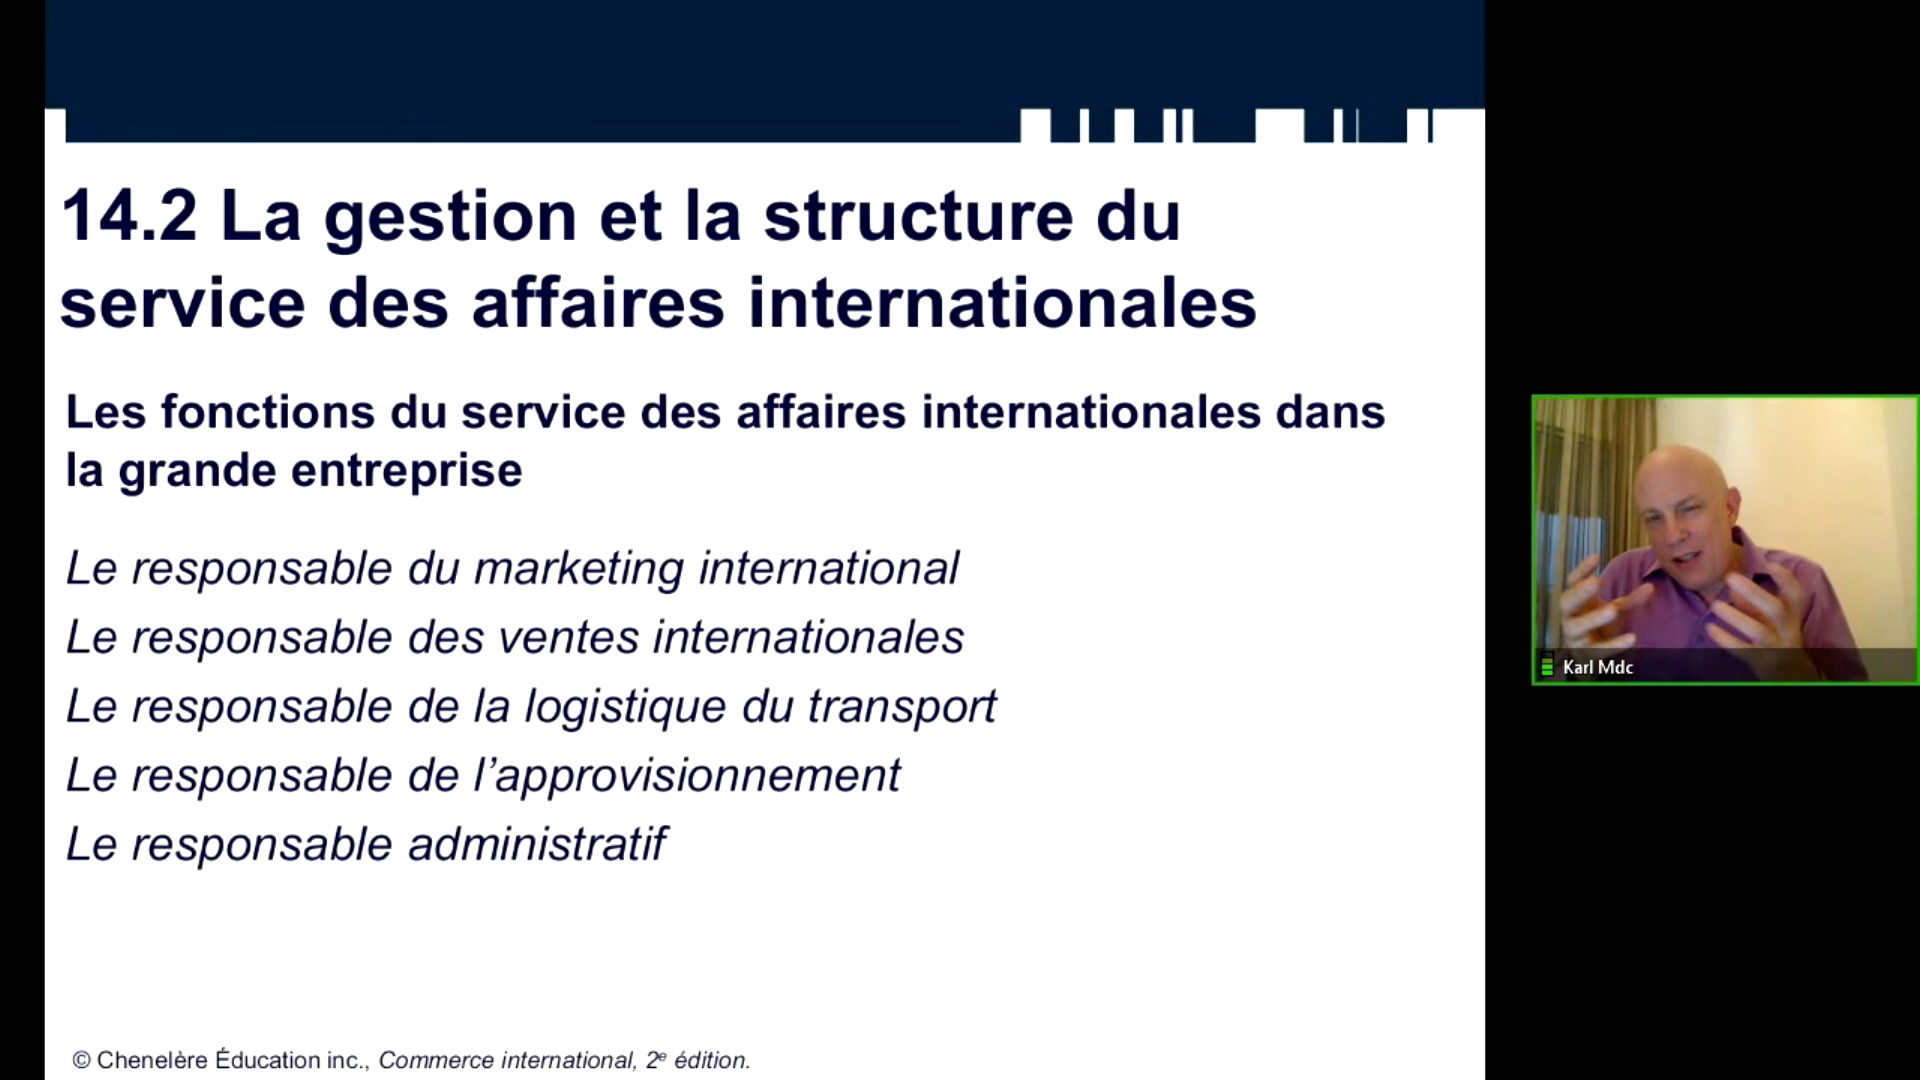 14.2 La gestion et la structure du
service des affaires internationales
Les fonctions du service des affaires internationales dans
la grande entreprise
Le responsable du marketing international
Le responsable des ventes internationales
Le responsable de la logistique du transport
Le responsable de l’approvisionnement
Le responsable administratif
© Chenelère Éducation inc., Commerce international, 2e édition.
Karl Mdc